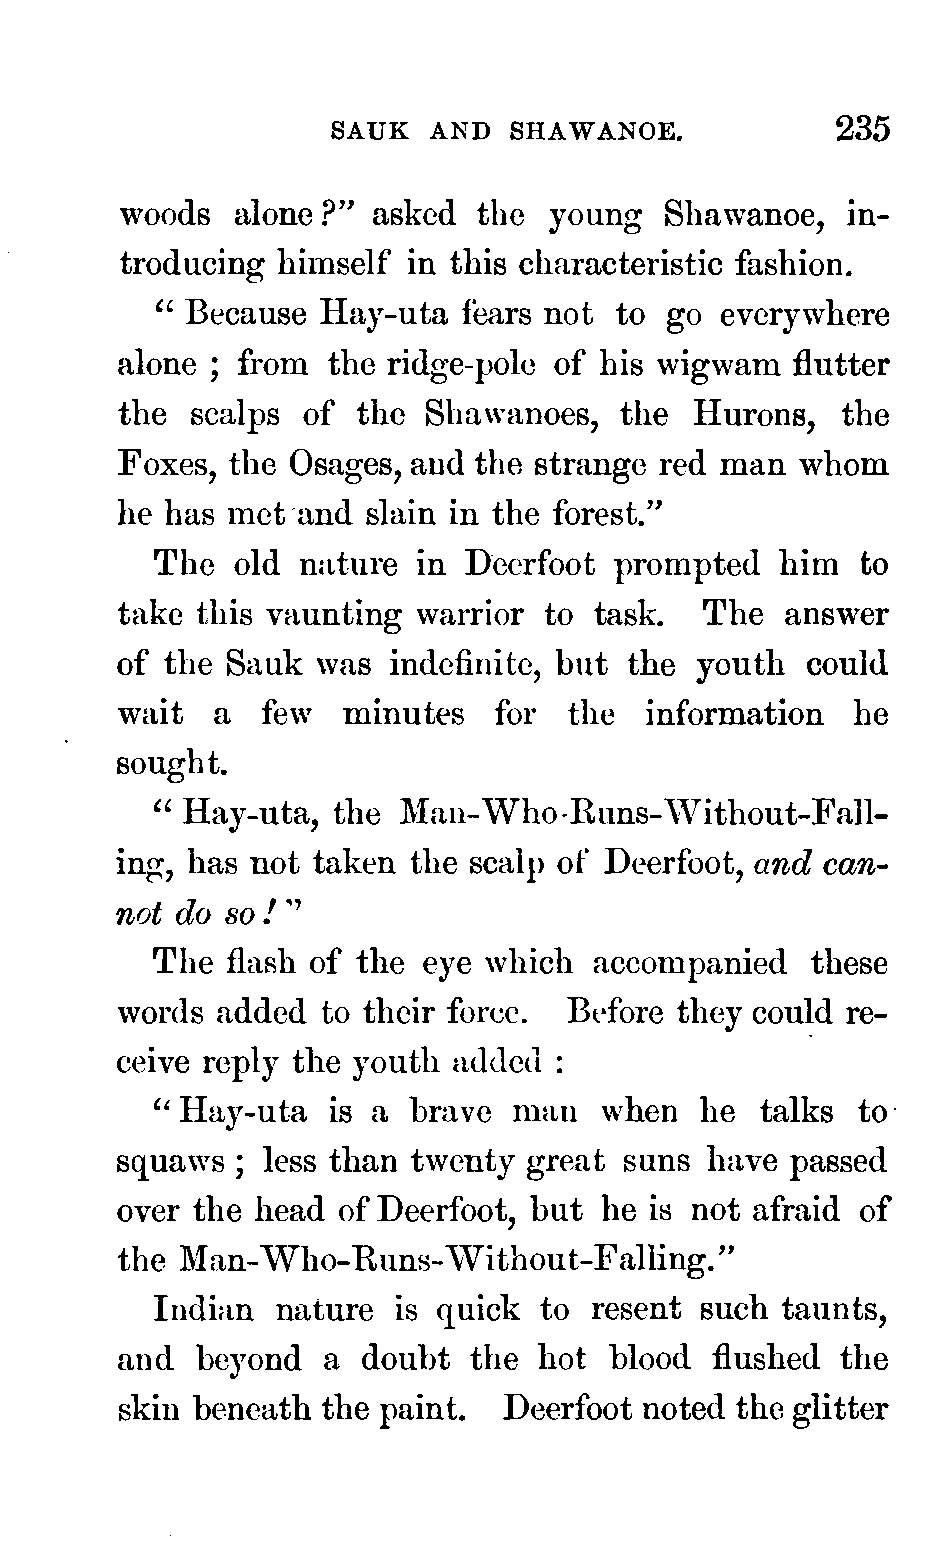 SAUK AND SHAWANOE. 235
woods alone?" asked the young Shawanoe, in-
troducing himself in this characteristic fashion.
"Because Hay-uta fears not to go everywhere
alone; from the ridge-pole of his wigwam flutter
the scalps of the Shawanoes, the Hurons, the
Foxes, the Osages, and the strange red man whom
he has met and slain in the forest."
The old nature in Deerfoot prompted him to
take this vaunting warrior to task. The answer
of the Sauk was indefinite, but the youth could
wait a few minutes for the information he
sought.
"Hay-uta, the Man-Who-Runs-Without-Fall-
ing, has not taken the scalp of Deerfoot, and can-
not do so!"
The flash of the eye which accompanied these
words added to their force. Before they could re-
ceive reply the youth added:
"Hay-uta is a brave man when he talks to
squaws; less than twenty great suns have passed
over the head of Deerfoot, but he is not afraid of
the Man-Who-Runs-Without-Falling."
Indian nature is quick to resent such taunts,
and beyond a doubt the hot blood flushed the
skin beneath the paint. Deerfoot noted the glitter